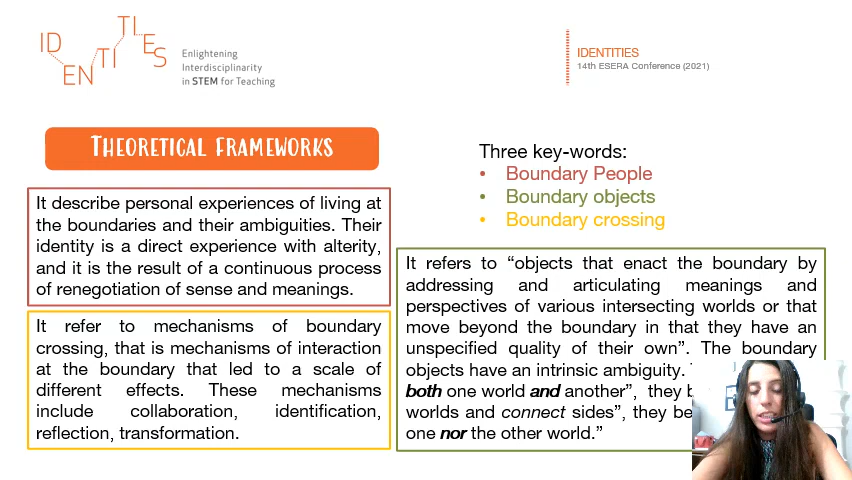 IDENTITIES
Enlightening
Interdisciplinarity
in STEM for Teaching
IDENTITIES
14th ESERA Conference (2021)
THEORETICAL FRAMEWORKS
Three key-words:
• Boundary People
• Boundary objects
• Boundary crossing
It describe personal experiences of living at
the boundaries and their ambiguities. Their
identity is a direct experience with alterity,
and it is the result of a continuous process
of renegotiation of sense and meanings.
It refer to mechanisms of boundary
crossing, that is mechanisms of interaction
at the boundary that led to a scale of
different effects. These mechanisms
include collaboration, identification,
reflection, transformation.
It refers to “objects that enact the boundary by
addressing and articulating meanings and
perspectives of various intersecting worlds or that
move beyond the boundary in that they have an
unspecified quality of their own”. The boundary
objects have an intrinsic ambiguity.
both one world and another”, they
worlds and connect sides”, they
one nor the other world.”